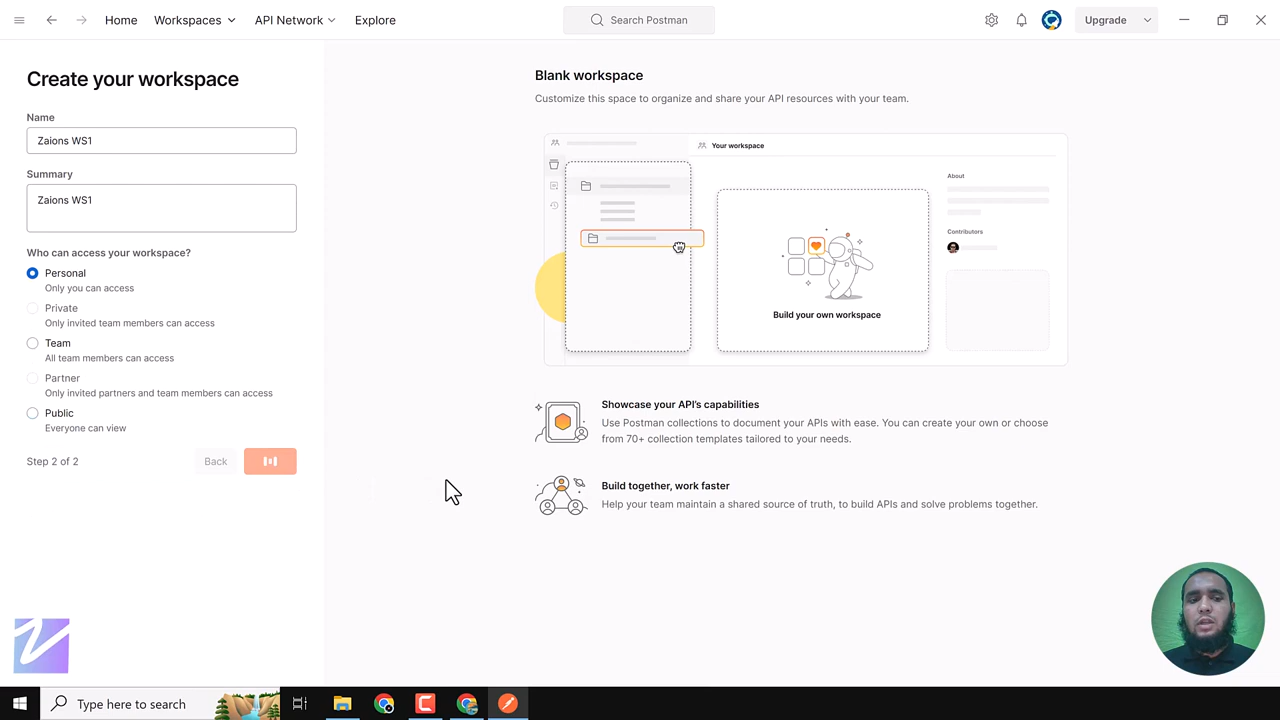 Home
Workspaces
API Network
Explore
Search Postman
Upgrade
Create your workspace
Name
Zaions WS1
Summary
Zaions WS1
Who can access your workspace?
Personal
Only you can access
Private
Only invited team members can access
Team
All team members can access
Partner
Only invited partners and team members can access
Public
Everyone can view
Step 2 of 2
Back
Blank workspace
Customize this space to organize and share your API resources with your team.
Your workspace
About
Contributors
Build your own workspace
Showcase your API's capabilities
Use Postman collections to document your APIs with ease. You can create your own or choose
from 70+ collection templates tailored to your needs.
Build together, work faster
Help your team maintain a shared source of truth, to build APIs and solve problems together.
Type here to search